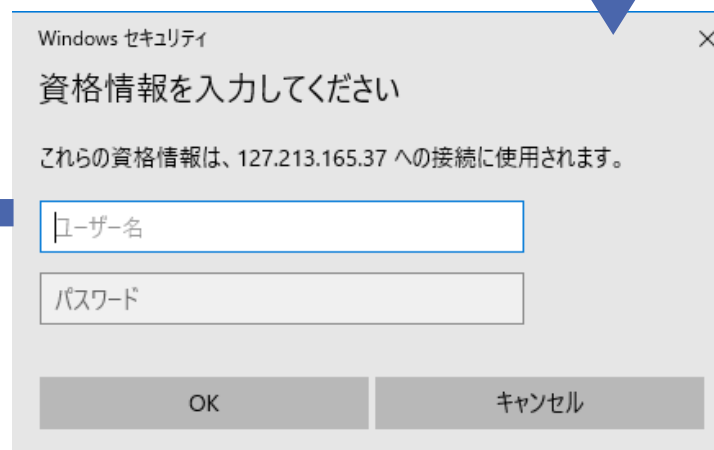 Windows セキュリティ
資格情報を入力してください
これらの資格情報は、127.213.165.37 への接続に使用されます。
ユーザー名
パスワード
OK
キャンセル